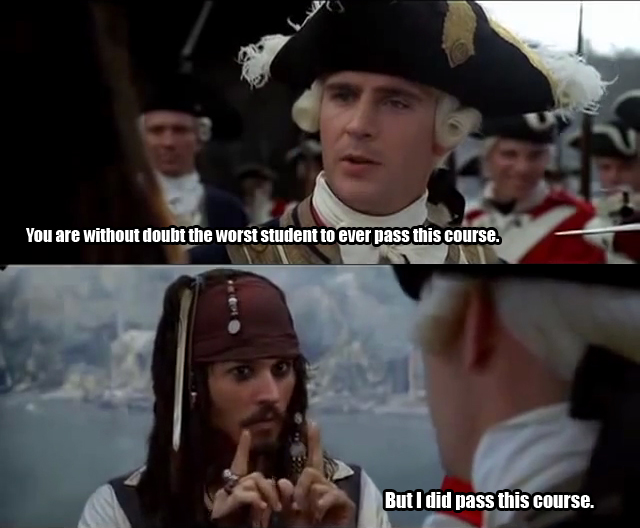 You are without doubt the worst student to ever pass this course.
But I did pass this course.